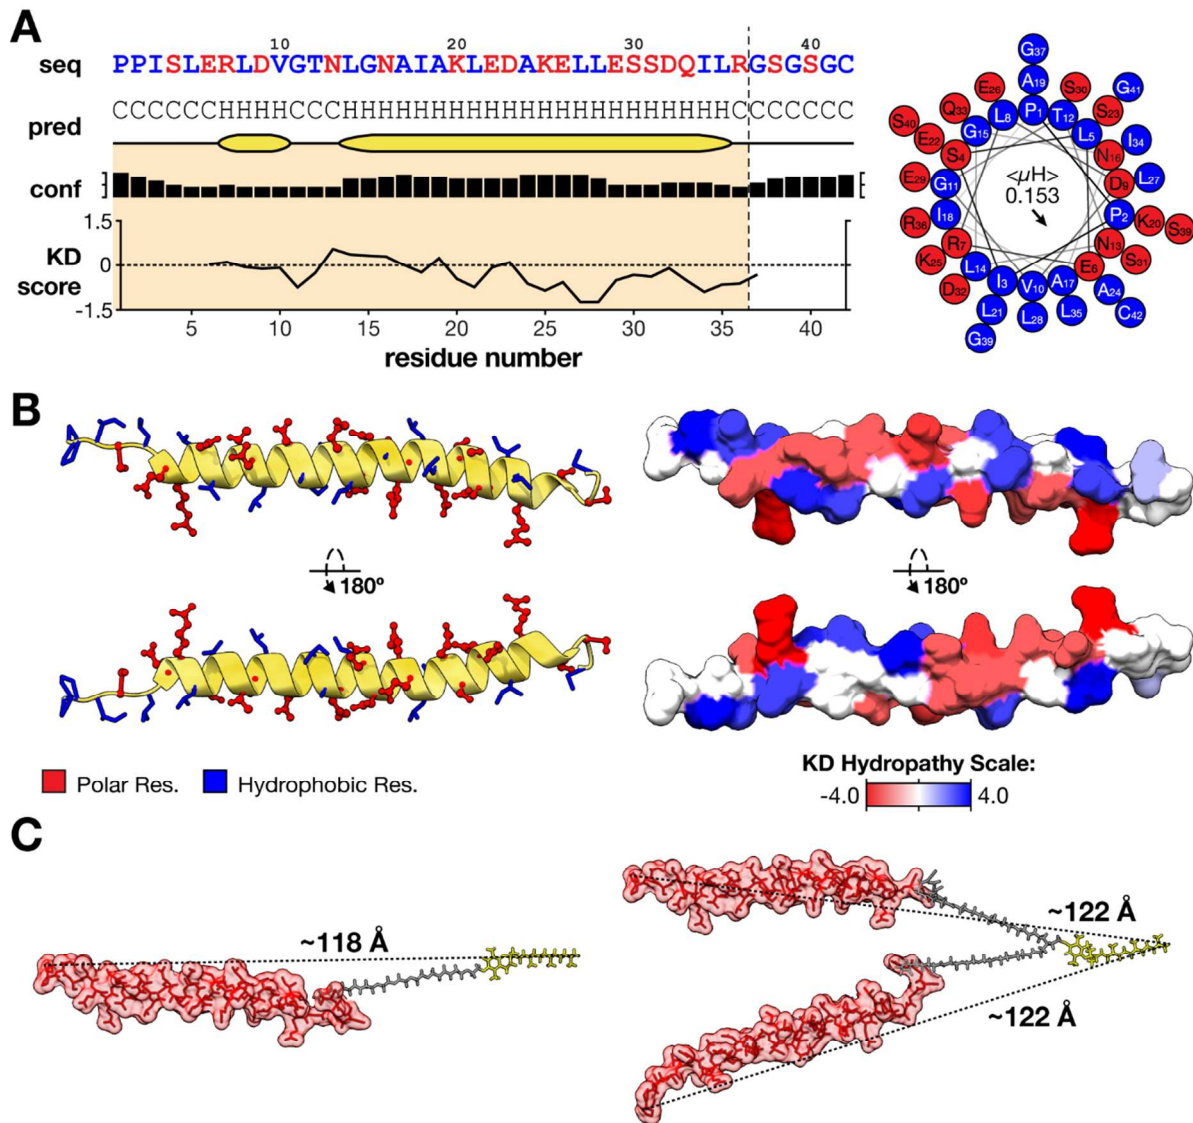 A
10 20 30 40
seq PPISLERLDVGTNLGNAIAKLEDAKELLESSDQILRGSGSGC
pred CCCCCCHHHHCCCHHHHHHHHHHHHHHHHHHHHHHCCCCCCC
conf
1.5
KD score
0
-1.5
5 10 15 20 25 30 35 40
residue number
G37
A19
E26 S30 G41
Q33 L8 P1 T12 S23
S40 G15 L5 I34
E22 S4 N16
E29 G11 D9 L27
<μH>
0.153
R36 I18 P2 K20 S39
R7 N13
K25 L14 E6 S31
D32 I3 V10 A17 A24
L21 L28 L35 C42
G39
B
180º
180º
Polar Res. Hydrophobic Res.
KD Hydropathy Scale:
-4.0 4.0
C
~118 Å
~122 Å
~122 Å